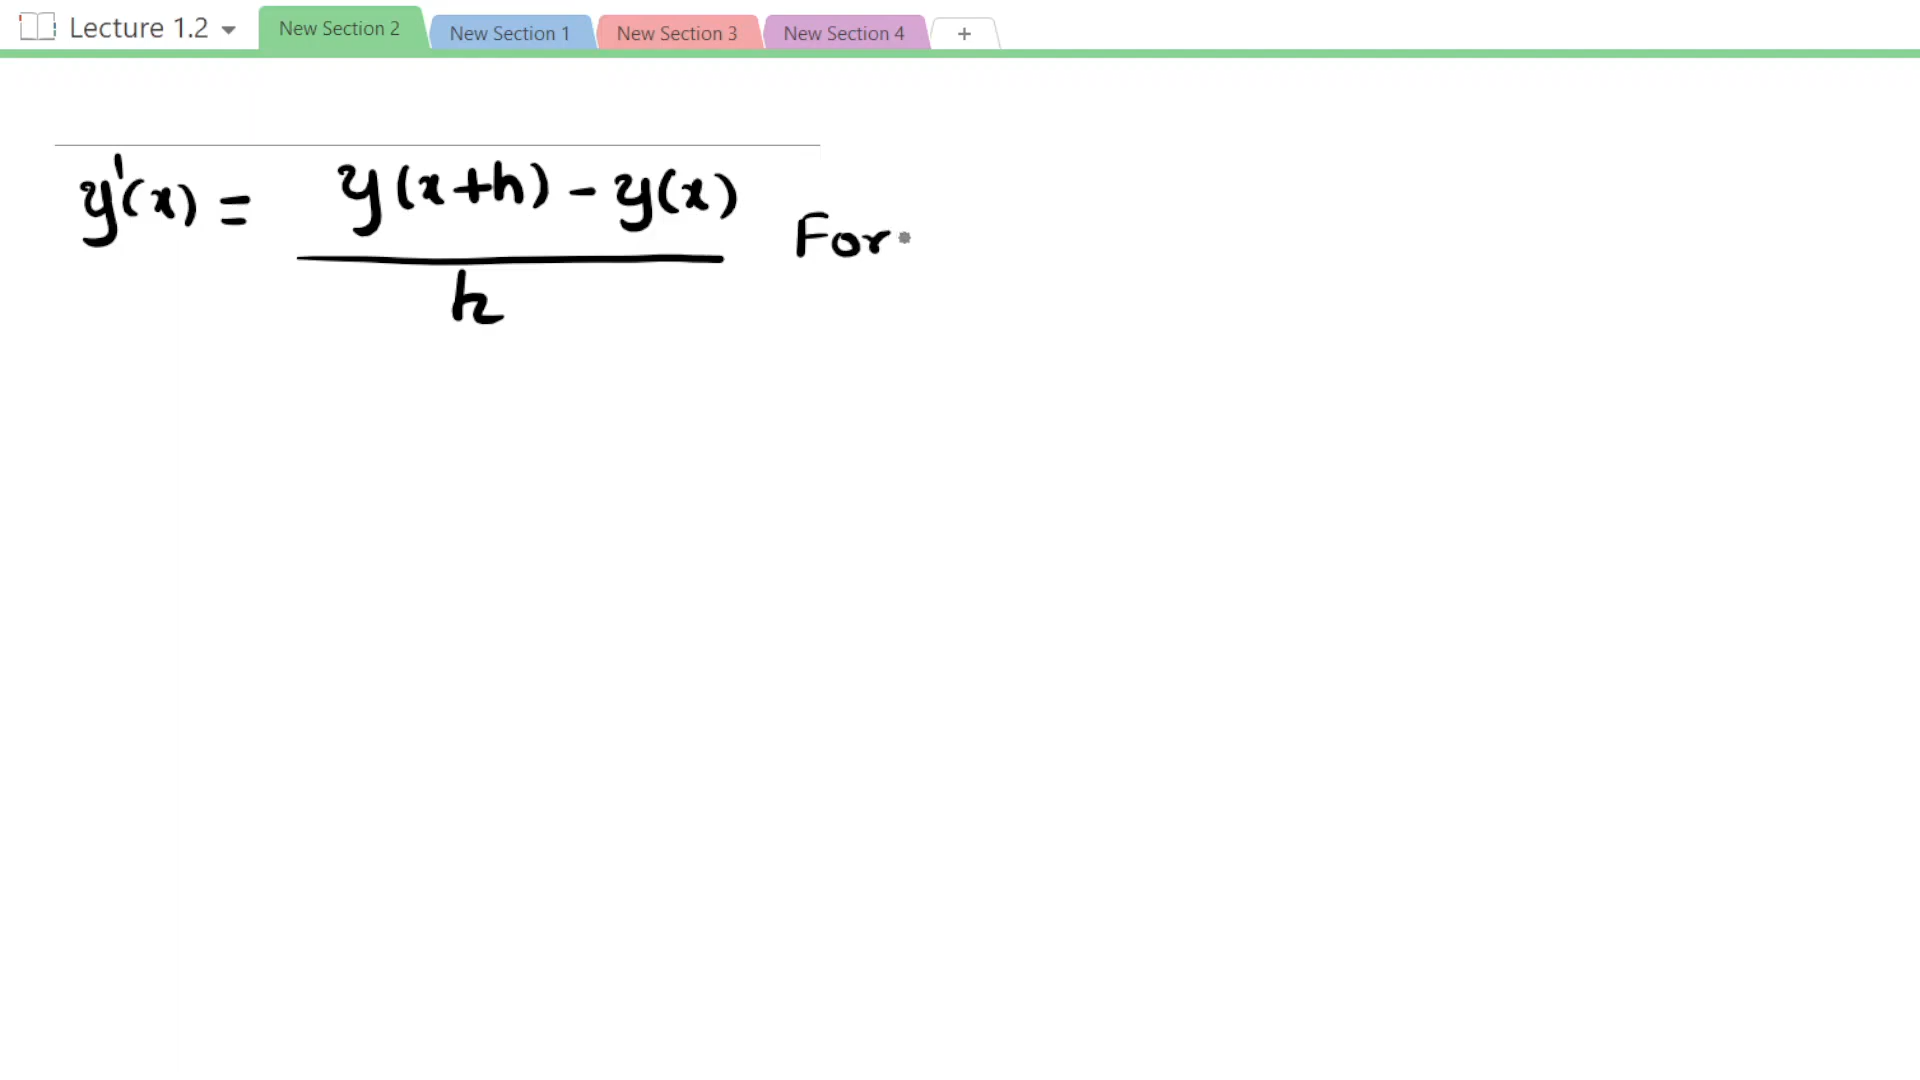 Lecture 1.2 New Section 2 New Section 1 New Section 3 New Section 4 +
y'(x) = y(x+h) - y(x) For
h